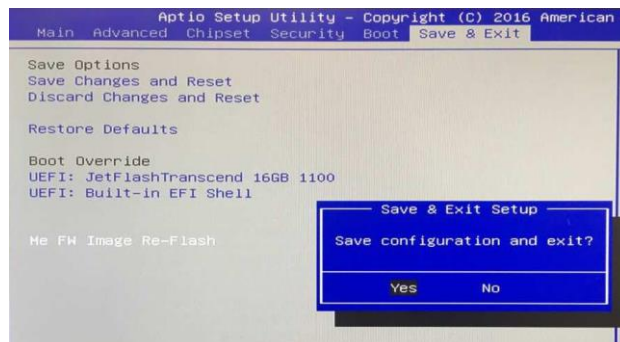 Aptio Setup Utility – Copyright (C) 2016 American
Main Advanced Chipset Security Boot Save & Exit
Save Options
Save Changes and Reset
Discard Changes and Reset
Restore Defaults
Boot Override
UEFI: JetFlashTranscend 16GB 1100
UEFI: Built-in EFI Shell
Me FW Image Re-Flash
Save & Exit Setup
Save configuration and exit?
Yes No